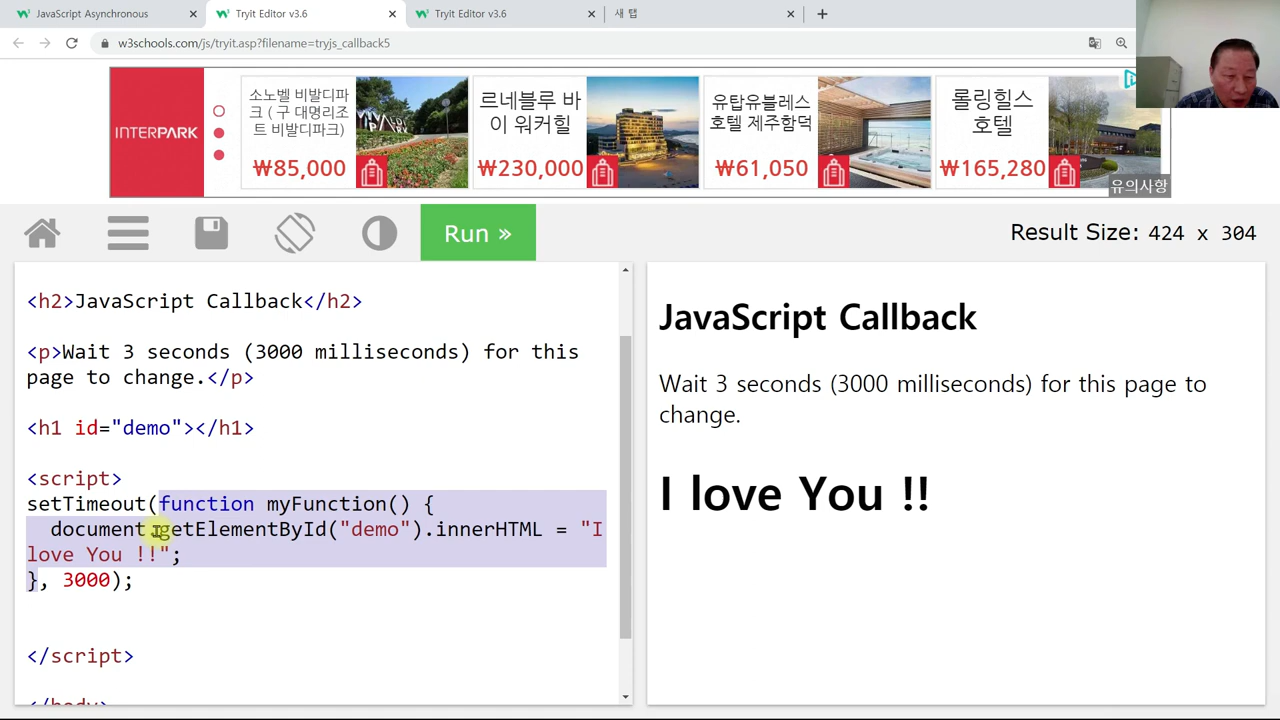 JavaScript Asynchronous
Tryit Editor v3.6
Tryit Editor v3.6
새 탭
w3schools.com/js/tryit.asp?filename=tryjs_callback5
INTERPARK
소노벨 비발디파
크 ( 구 대명리조
트 비발디파크)
₩85,000
르네블루 바
이 워커힐
₩230,000
유탑유블레스
호텔 제주함덕
₩61,050
롤링힐스
호텔
₩165,280
유의사항
Run »
Result Size: 424 x 304
<h2>JavaScript Callback</h2>
<p>Wait 3 seconds (3000 milliseconds) for this
page to change.</p>
<h1 id="demo"></h1>
<script>
setTimeout(function myFunction() {
document.getElementById("demo").innerHTML = "I
love You !!";
}, 3000);
</script>
</body>
JavaScript Callback
Wait 3 seconds (3000 milliseconds) for this page to
change.
I love You !!